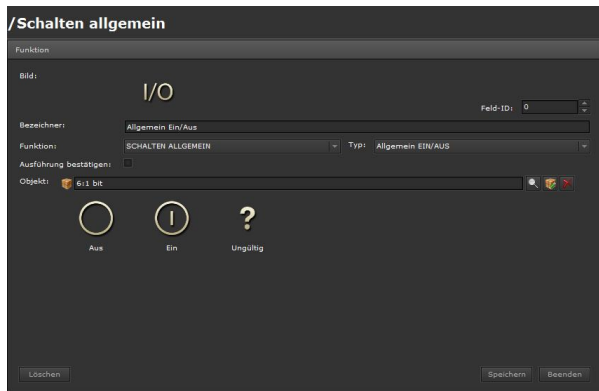 /Schalten allgemein
Funktion
Bild:
I/O
Feld-ID: 0
Bezeichner: Allgemein Ein/Aus
Funktion: SCHALTEN ALLGEMEIN Typ: Allgemein EIN/AUS
Ausführung bestätigen:
Objekt: 6:1 bit
?
Aus Ein Ungültig
Löschen Speichern Beenden